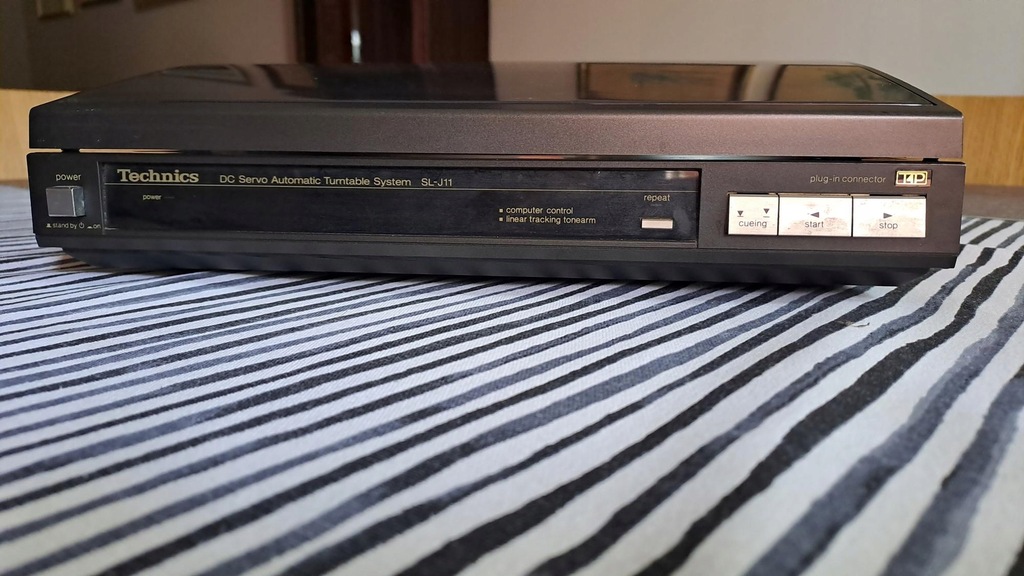 power
stand by on
Technics DC Servo Automatic Turntable System SL-J11
power
computer control
linear tracking tonearm
repeat
plug-in connector T4P
cueing
start
stop